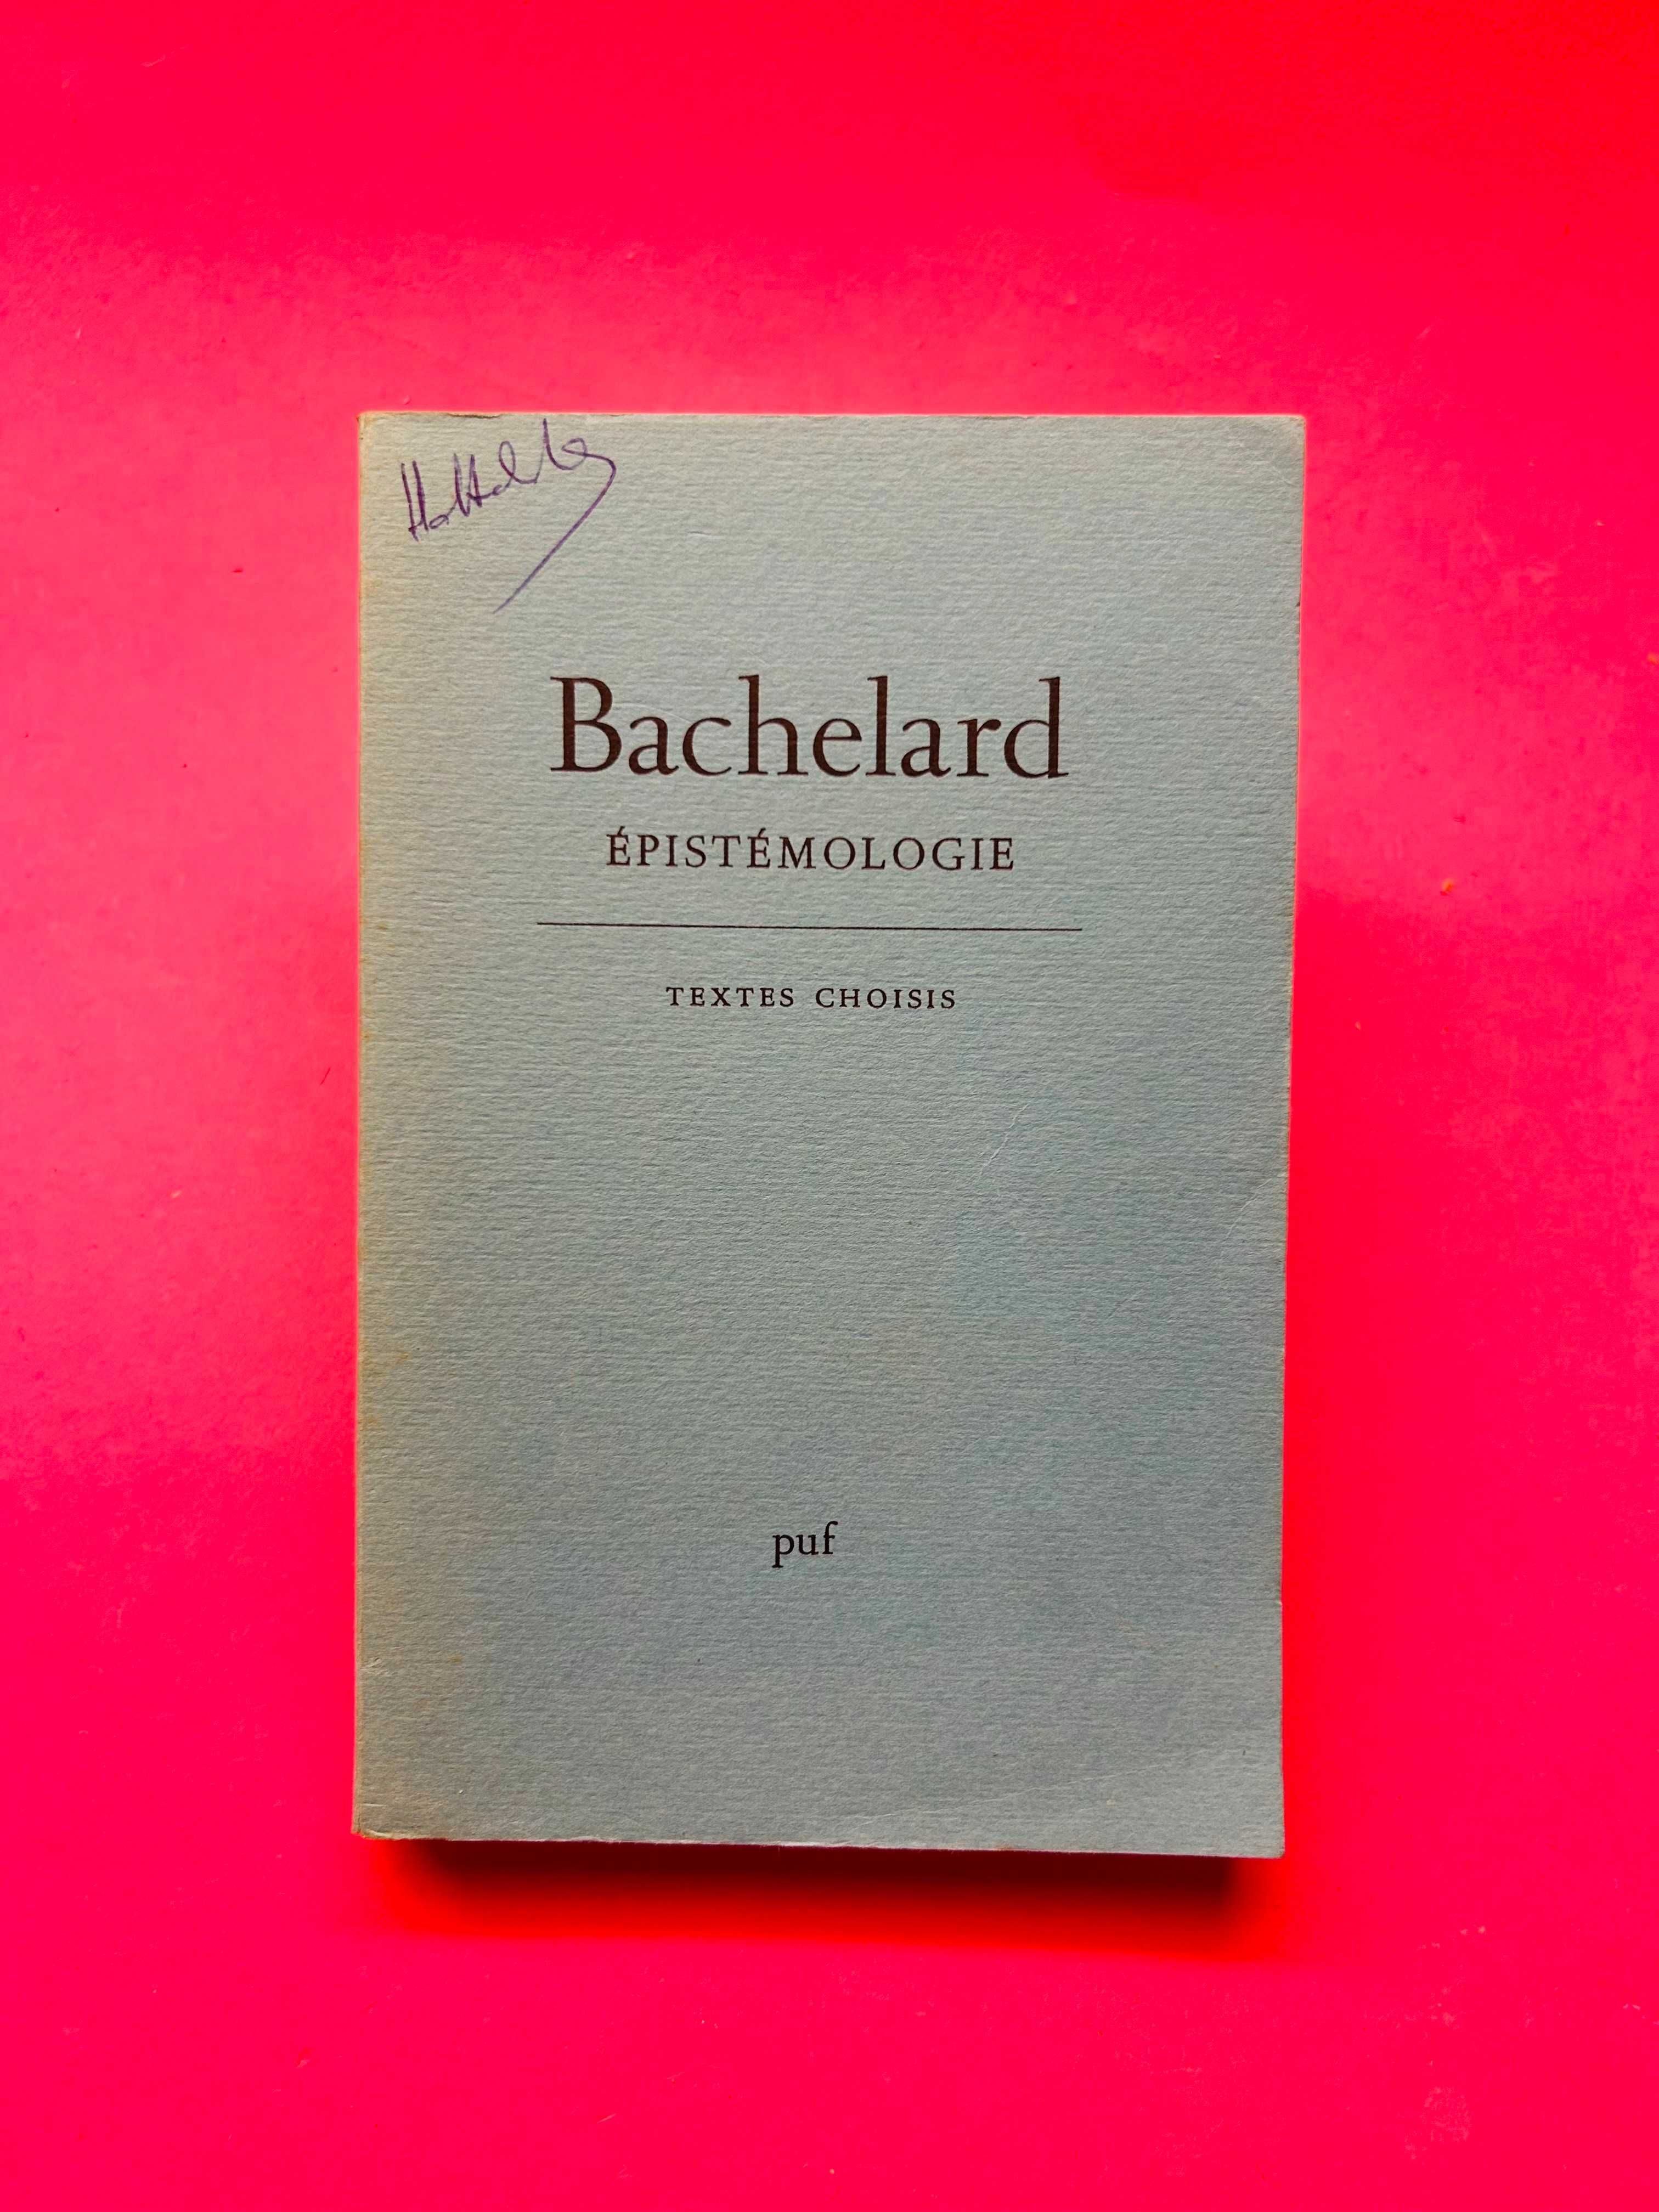 Bachelard
ÉPISTÉMOLOGIE
TEXTES CHOISIS
puf